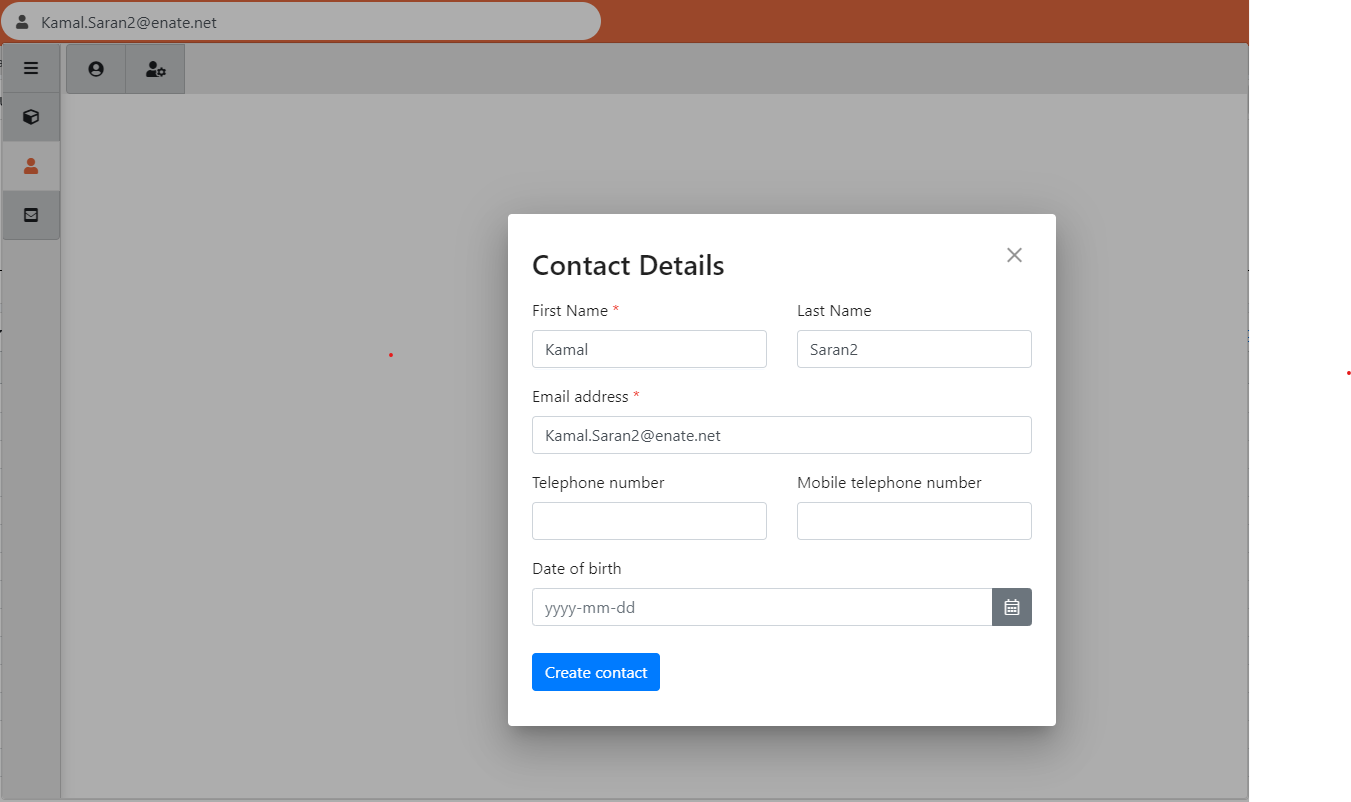 Kamal.Saran2@enate.net
Contact Details
First Name *
Last Name
Kamal
Saran2
Email address *
Kamal.Saran2@enate.net
Telephone number
Mobile telephone number
Date of birth
yyyy-mm-dd
Create contact